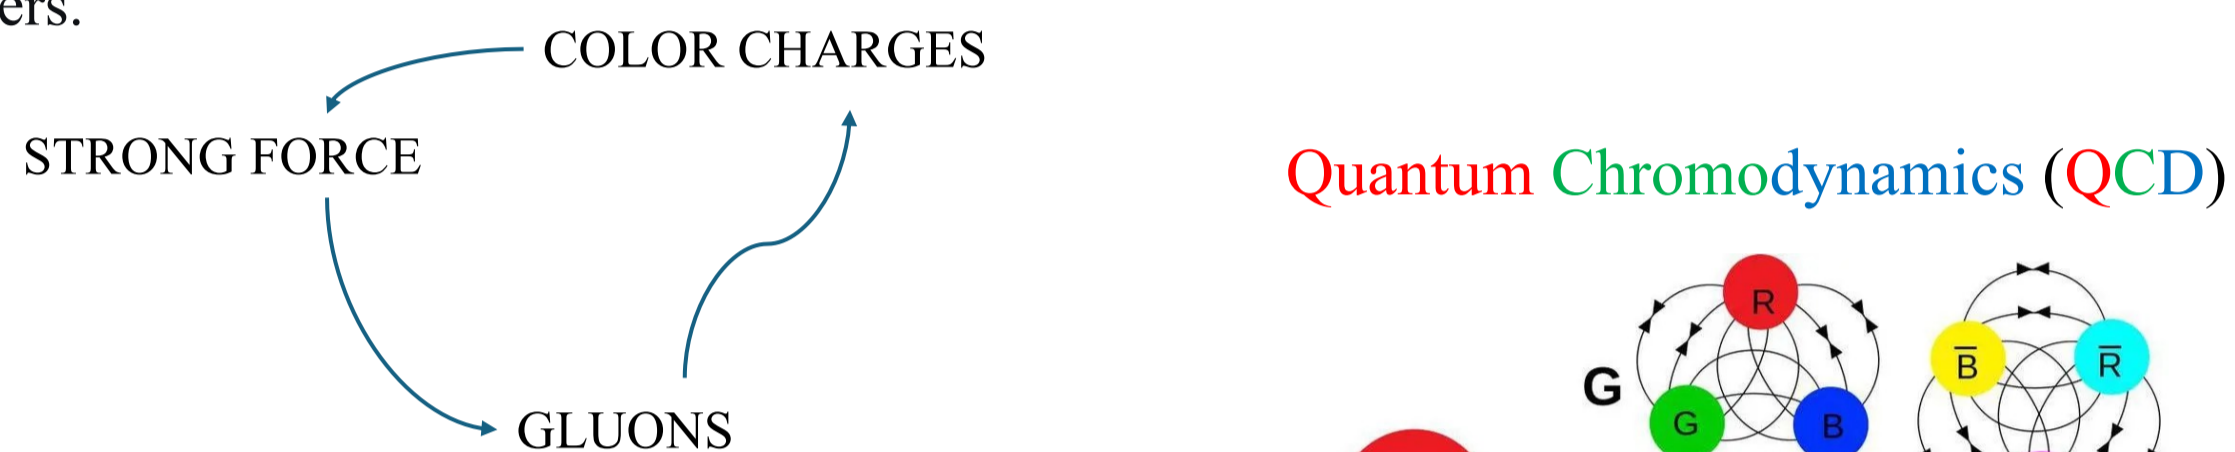 ers.
COLOR CHARGES
STRONG FORCE
GLUONS
Quantum Chromodynamics (QCD)
R
G
G
B
B̅
R̅